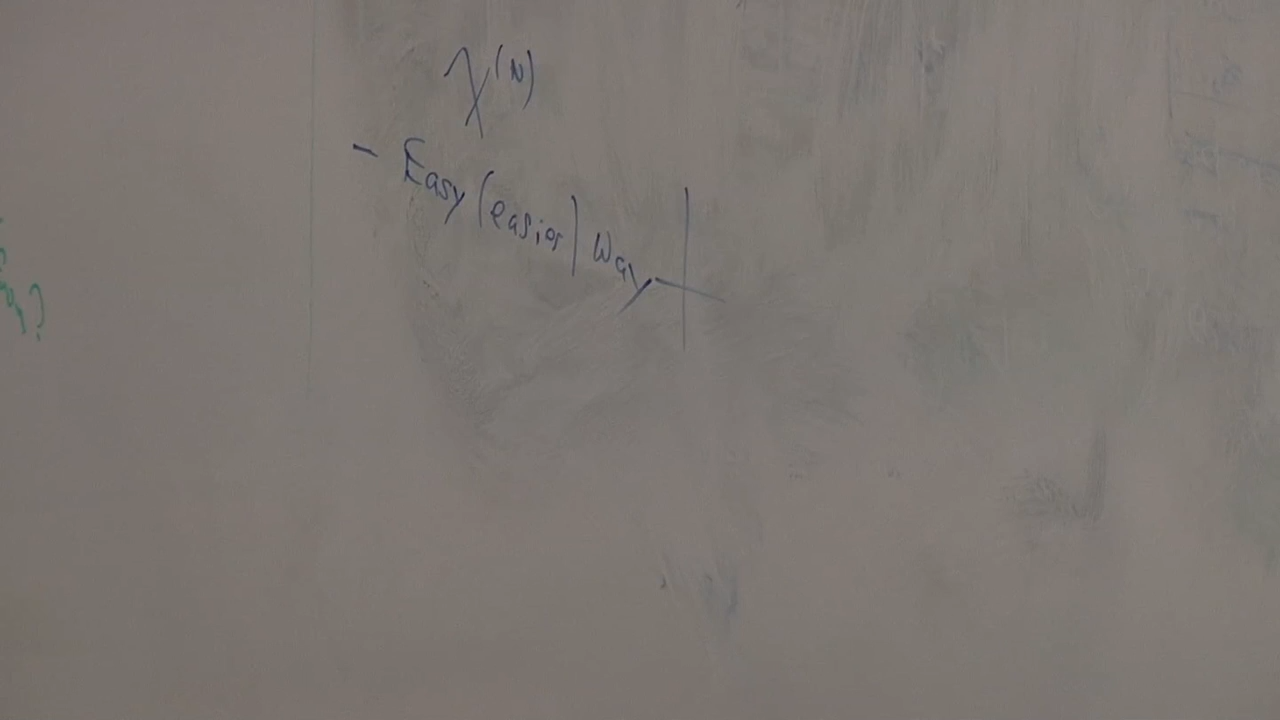 χ^(N)
- Easy (easier) way
?